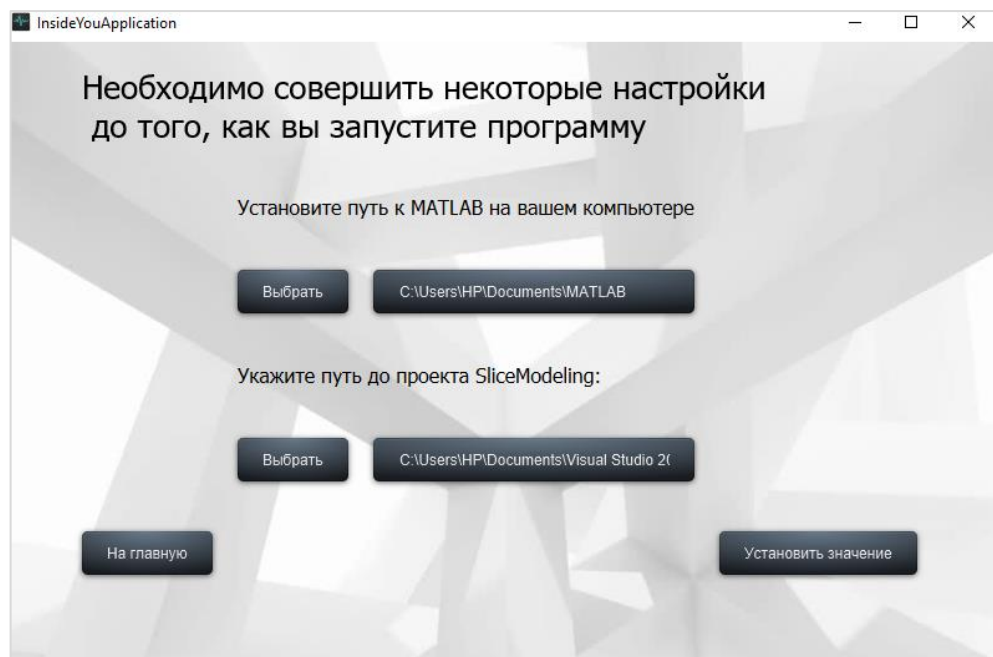 InsideYouApplication
Необходимо совершить некоторые настройки
до того, как вы запустите программу
Установите путь к MATLAB на вашем компьютере
Выбрать
C:\Users\HP\Documents\MATLAB
Укажите путь до проекта SliceModeling:
Выбрать
C:\Users\HP\Documents\Visual Studio 20
На главную
Установить значение